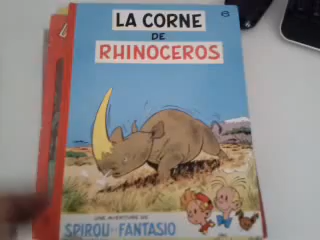 LA CORNE
6
DE
RHINOCEROS
UNE AVENTURE DE
SPIROU ET FANTASIO